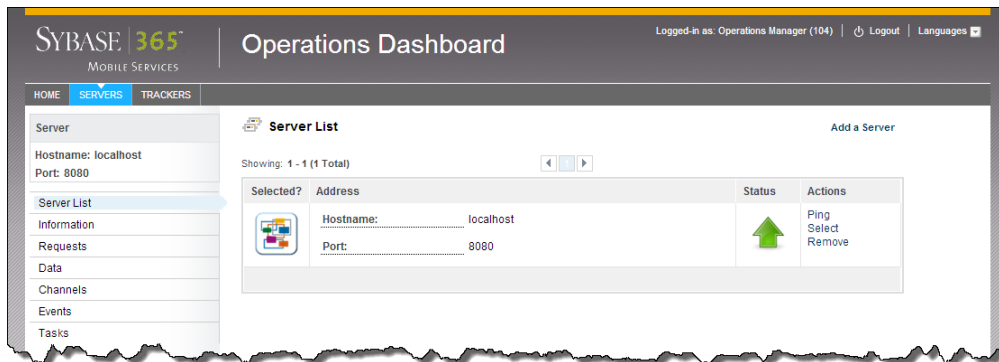 SYBASE 365™
MOBILE SERVICES
Operations Dashboard
Logged-in as: Operations Manager (104) | Logout | Languages
HOME SERVERS TRACKERS
Server
Hostname: localhost
Port: 8080
Server List
Information
Requests
Data
Channels
Events
Tasks
Server List
Add a Server
Showing: 1 - 1 (1 Total)
1
Selected? Address Status Actions
Hostname: localhost
Port: 8080
Ping
Select
Remove